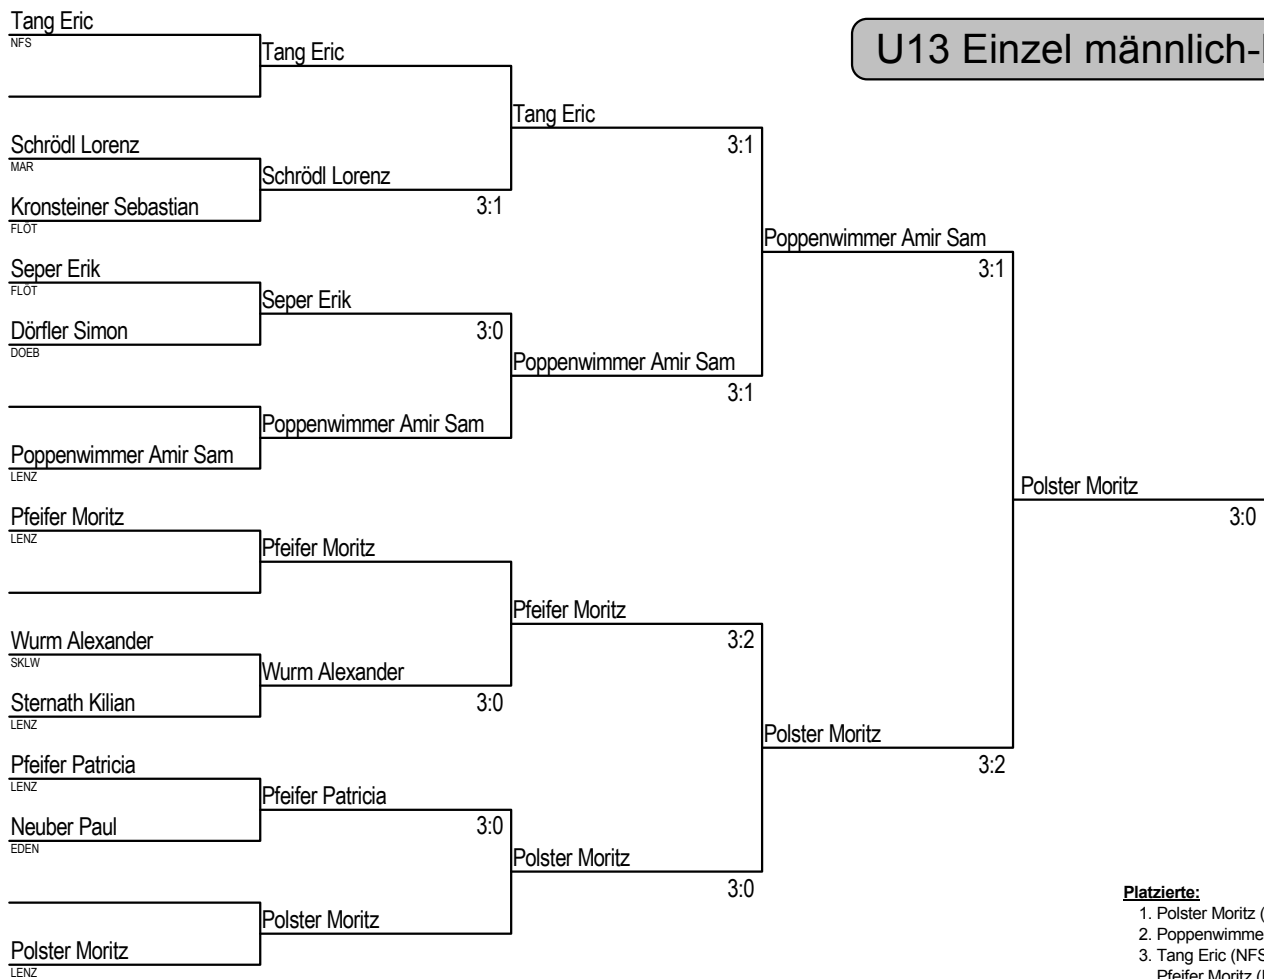 Tang Eric
NFS
Tang Eric
U13 Einzel männlich-
Tang Eric
3:1
Schrödl Lorenz
MAR
Schrödl Lorenz
3:1
Kronsteiner Sebastian
FLÖT
Poppenwimmer Amir Sam
3:1
Seper Erik
FLÖT
Seper Erik
3:0
Dörfler Simon
DOEB
Poppenwimmer Amir Sam
3:1
Poppenwimmer Amir Sam
Poppenwimmer Amir Sam
LENZ
Polster Moritz
3:0
Pfeifer Moritz
LENZ
Pfeifer Moritz
Pfeifer Moritz
3:2
Wurm Alexander
SKLW
Wurm Alexander
3:0
Sternath Kilian
LENZ
Polster Moritz
3:2
Pfeifer Patricia
LENZ
Pfeifer Patricia
3:0
Neuber Paul
EDEN
Polster Moritz
3:0
Polster Moritz
Polster Moritz
LENZ
Platzierte:
1. Polster Moritz (
2. Poppenwimme
3. Tang Eric (NFS
Pfeifer Moritz (